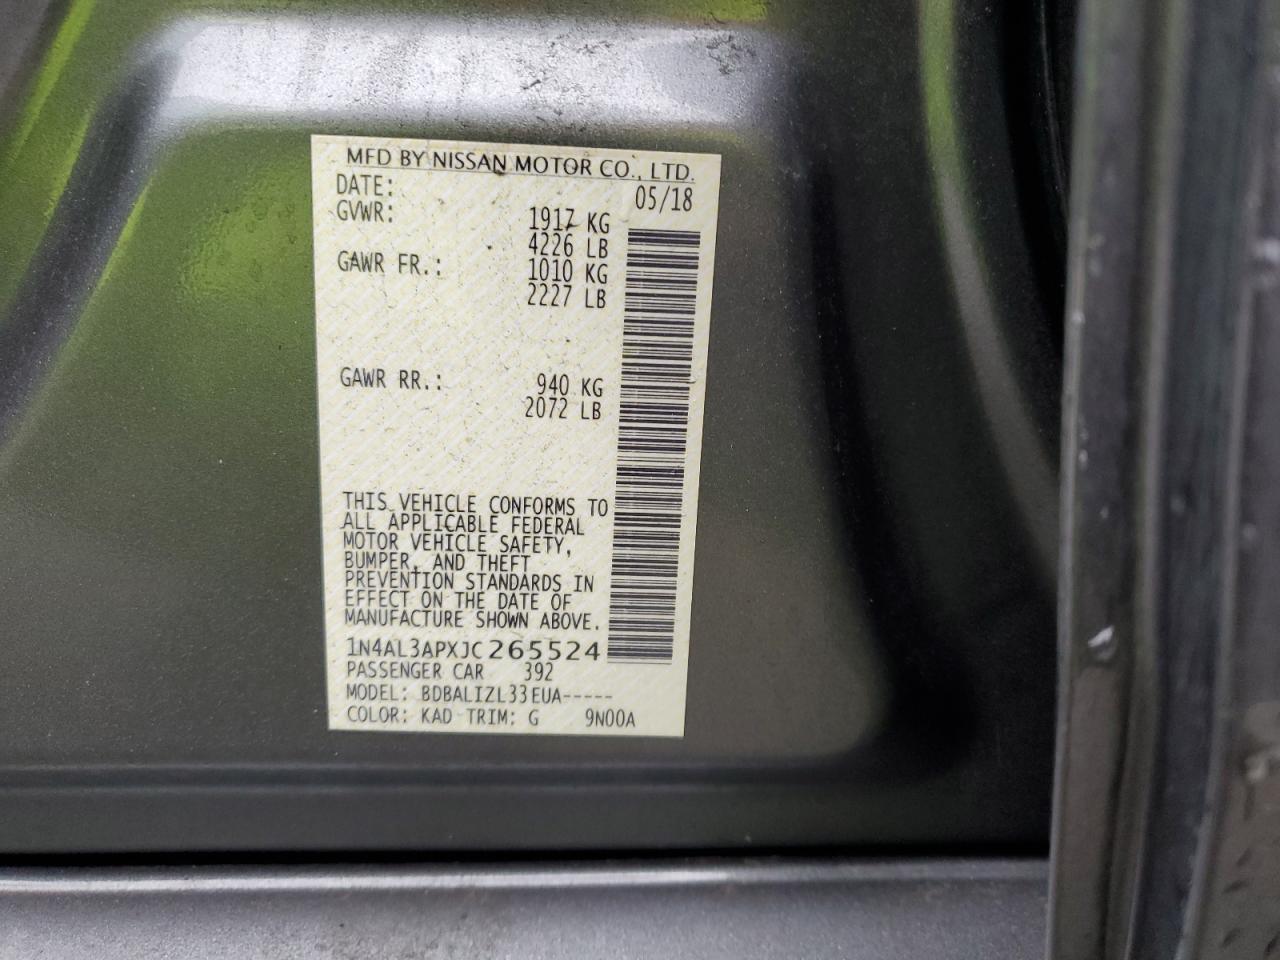 MFD BY NISSAN MOTOR CO., LTD.
DATE: 05/18
GVWR: 1917 KG
4226 LB
GAWR FR.: 1010 KG
2227 LB
GAWR RR.: 940 KG
2072 LB
THIS VEHICLE CONFORMS TO
ALL APPLICABLE FEDERAL
MOTOR VEHICLE SAFETY,
BUMPER, AND THEFT
PREVENTION STANDARDS IN
EFFECT ON THE DATE OF
MANUFACTURE SHOWN ABOVE.
1N4AL3APXJC265524
PASSENGER CAR 392
MODEL: BDBALIZL33EUA-----
COLOR: KAD TRIM: G 9N00A